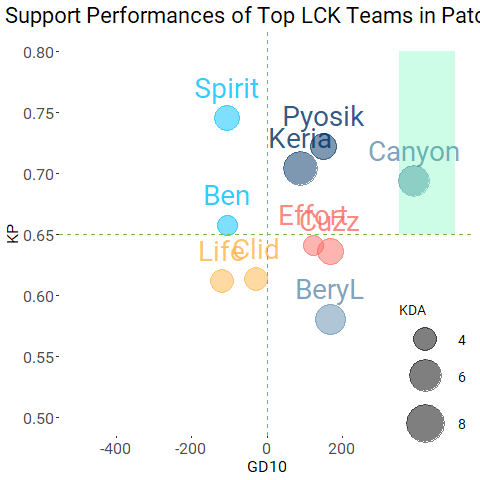 Support Performances of Top LCK Teams in Patc
0.80
Spirit
0.75
Pyosik
Keria
Canyon
0.70
Ben
Effort
Cuzz
0.65
KP
Life
Clid
0.60
BeryL
KDA
4
0.55
6
0.50
8
-400
-200
0
200
GD10